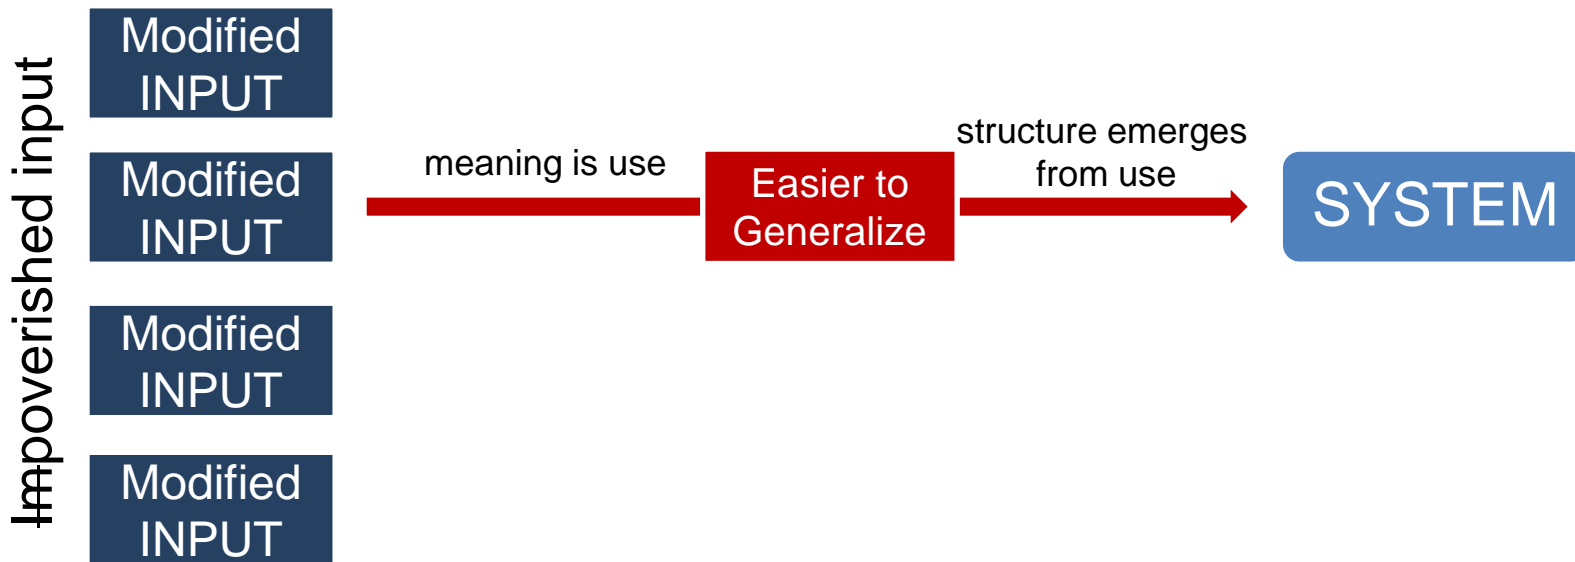 Impoverished input
Modified
INPUT
Modified
INPUT
Modified
INPUT
Modified
INPUT
meaning is use
Easier to
Generalize
structure emerges
from use
SYSTEM